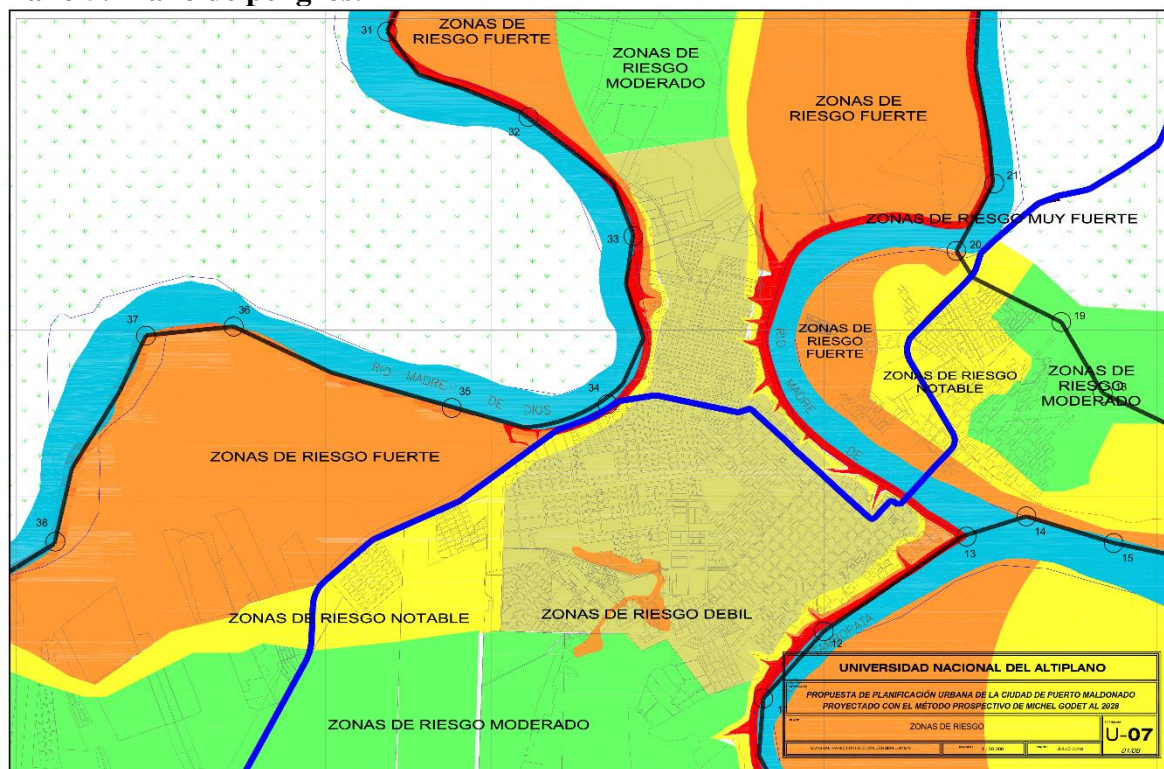 ZONAS DE
RIESGO FUERTE
ZONAS DE
RIESGO
MODERADO
ZONAS DE
RIESGO FUERTE
31
32
21
ZONAS DE RIESGO MUY FUERTE
33
20
37
36
19
RIO
ZONAS DE
RIESGO
FUERTE
ZONAS DE RIESGO
NOTABLE
ZONAS DE
RIESGO
MODERADO
18
RIO MADRE
DE DIOS
35
34
MADRE
DE
ZONAS DE RIESGO FUERTE
38
13
14
15
ZONAS DE RIESGO NOTABLE
ZONAS DE RIESGO DEBIL
12
ZONAS DE RIESGO MODERADO
UNIVERSIDAD NACIONAL DEL ALTIPLANO
PROPUESTA DE PLANIFICACIÓN URBANA DE LA CIUDAD DE PUERTO MALDONADO
PROYECTADO CON EL MÉTODO PROSPECTIVO DE MICHEL GODET AL 2028
ZONAS DE RIESGO
U-07